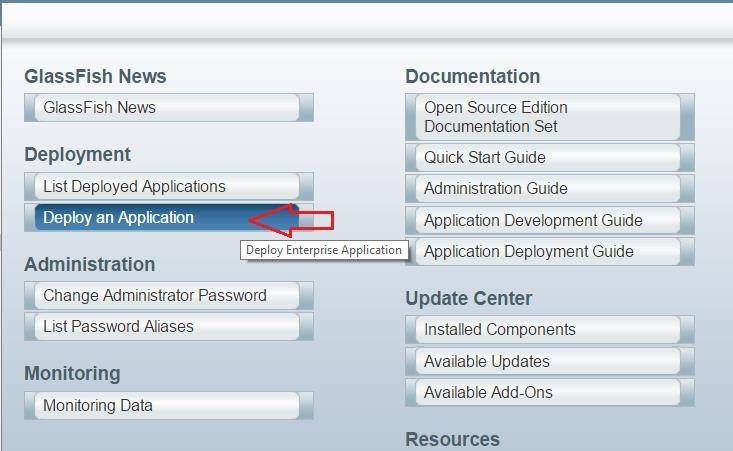 GlassFish News
GlassFish News
Deployment
List Deployed Applications
Deploy an Application
Deploy Enterprise Application
Administration
Change Administrator Password
List Password Aliases
Monitoring
Monitoring Data
Documentation
Open Source Edition
Documentation Set
Quick Start Guide
Administration Guide
Application Development Guide
Application Deployment Guide
Update Center
Installed Components
Available Updates
Available Add-Ons
Resources